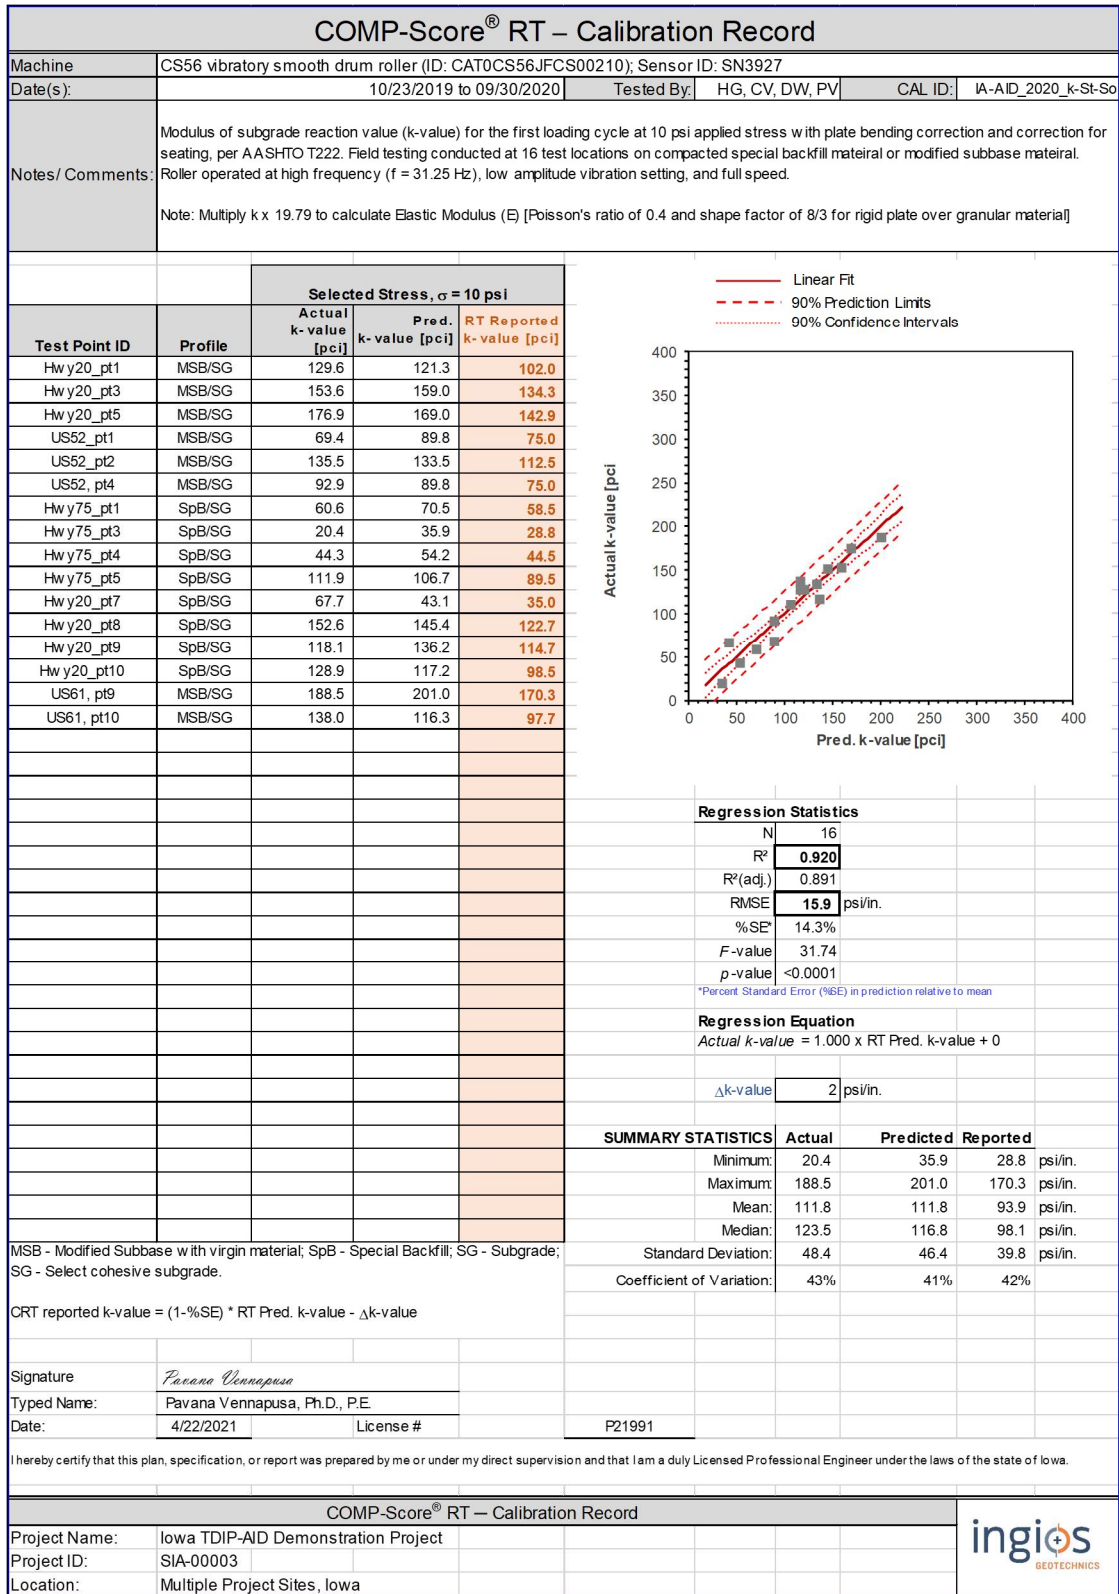 COMP-Score® RT – Calibration Record
Machine CS56 vibratory smooth drum roller (ID: CAT0CS56JFCS00210); Sensor ID: SN3927
Date(s): 10/23/2019 to 09/30/2020 Tested By: HG, CV, DW, PV CAL ID: IA-AID_2020_k-St-So
Notes/ Comments:
Modulus of subgrade reaction value (k-value) for the first loading cycle at 10 psi applied stress with plate bending correction and correction for
seating, per AASHTO T222. Field testing conducted at 16 test locations on compacted special backfill mateiral or modified subbase mateiral.
Roller operated at high frequency (f = 31.25 Hz), low amplitude vibration setting, and full speed.
Note: Multiply k x 19.79 to calculate Elastic Modulus (E) [Poisson's ratio of 0.4 and shape factor of 8/3 for rigid plate over granular material]
Selected Stress, σ = 10 psi
Test Point ID Profile Actual k-value [pci] Pred. k-value [pci] RT Reported k-value [pci]
Hwy20_pt1 MSB/SG 129.6 121.3 102.0
Hwy20_pt3 MSB/SG 153.6 159.0 134.3
Hwy20_pt5 MSB/SG 176.9 169.0 142.9
US52_pt1 MSB/SG 69.4 89.8 75.0
US52_pt2 MSB/SG 135.5 133.5 112.5
US52, pt4 MSB/SG 92.9 89.8 75.0
Hwy75_pt1 SpB/SG 60.6 70.5 58.5
Hwy75_pt3 SpB/SG 20.4 35.9 28.8
Hwy75_pt4 SpB/SG 44.3 54.2 44.5
Hwy75_pt5 SpB/SG 111.9 106.7 89.5
Hwy20_pt7 SpB/SG 67.7 43.1 35.0
Hwy20_pt8 SpB/SG 152.6 145.4 122.7
Hwy20_pt9 SpB/SG 118.1 136.2 114.7
Hwy20_pt10 SpB/SG 128.9 117.2 98.5
US61, pt9 MSB/SG 188.5 201.0 170.3
US61, pt10 MSB/SG 138.0 116.3 97.7
Linear Fit
90% Prediction Limits
90% Confidence Intervals
Actual k-value [pci
400
350
300
250
200
150
100
50
0
0 50 100 150 200 250 300 350 400
Pred. k-value [pci]
Regression Statistics
N 16
R² 0.920
R²(adj.) 0.891
RMSE 15.9 psi/in.
%SE* 14.3%
F-value 31.74
p-value <0.0001
*Percent Standard Error (%SE) in prediction relative to mean
Regression Equation
Actual k-value = 1.000 x RT Pred. k-value + 0
Δk-value 2 psi/in.
SUMMARY STATISTICS Actual Predicted Reported
Minimum: 20.4 35.9 28.8 psi/in.
Maximum: 188.5 201.0 170.3 psi/in.
Mean: 111.8 111.8 93.9 psi/in.
Median: 123.5 116.8 98.1 psi/in.
Standard Deviation: 48.4 46.4 39.8 psi/in.
Coefficient of Variation: 43% 41% 42%
MSB - Modified Subbase with virgin material; SpB - Special Backfill; SG - Subgrade;
SG - Select cohesive subgrade.
CRT reported k-value = (1-%SE) * RT Pred. k-value - Δk-value
Signature Pavana Vennapusa
Typed Name: Pavana Vennapusa, Ph.D., P.E.
Date: 4/22/2021 License # P21991
I hereby certify that this plan, specification, or report was prepared by me or under my direct supervision and that I am a duly Licensed Professional Engineer under the laws of the state of Iowa.
COMP-Score® RT — Calibration Record
Project Name: Iowa TDIP-AID Demonstration Project
Project ID: SIA-00003
Location: Multiple Project Sites, Iowa
ingios
GEOTECHNICS